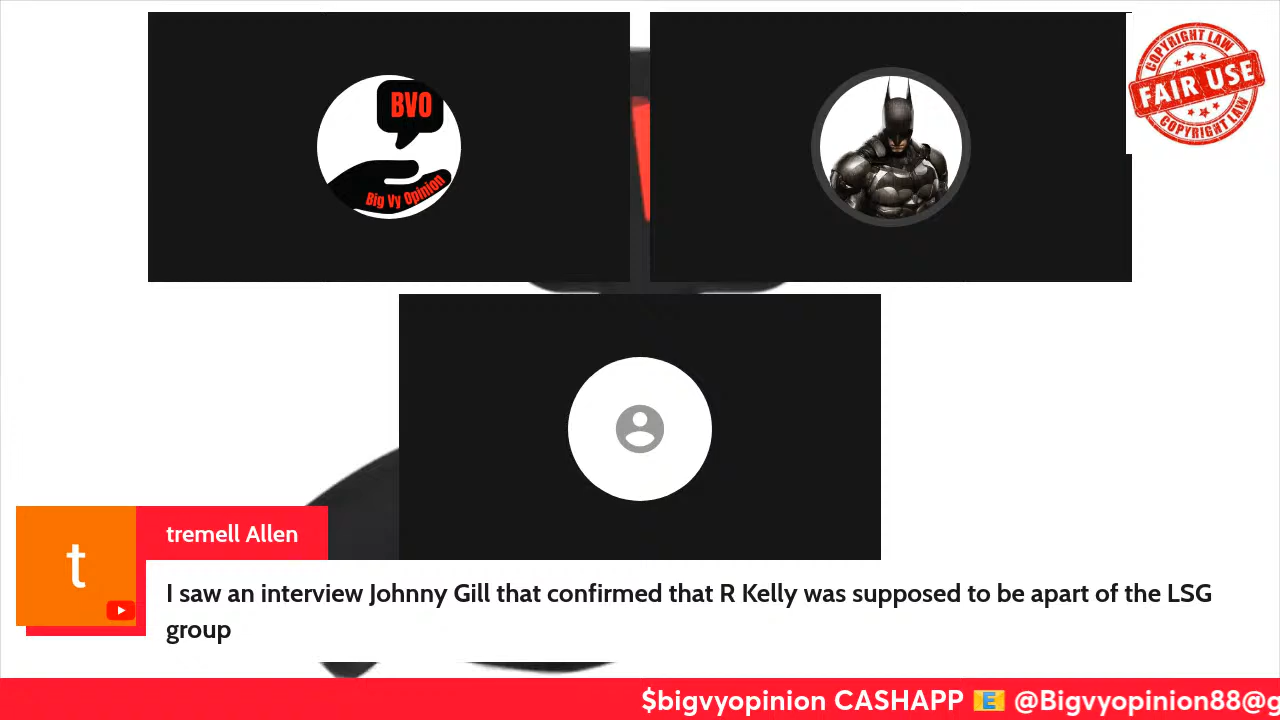 BVO
Big Vy Opinion
COPYRIGHT LAW
FAIR USE
COPYRIGHT LAW
t
tremell Allen
I saw an interview Johnny Gill that confirmed that R Kelly was supposed to be apart of the LSG
group
$bigvyopinion CASHAPP 📧 @Bigvyopinion88@g